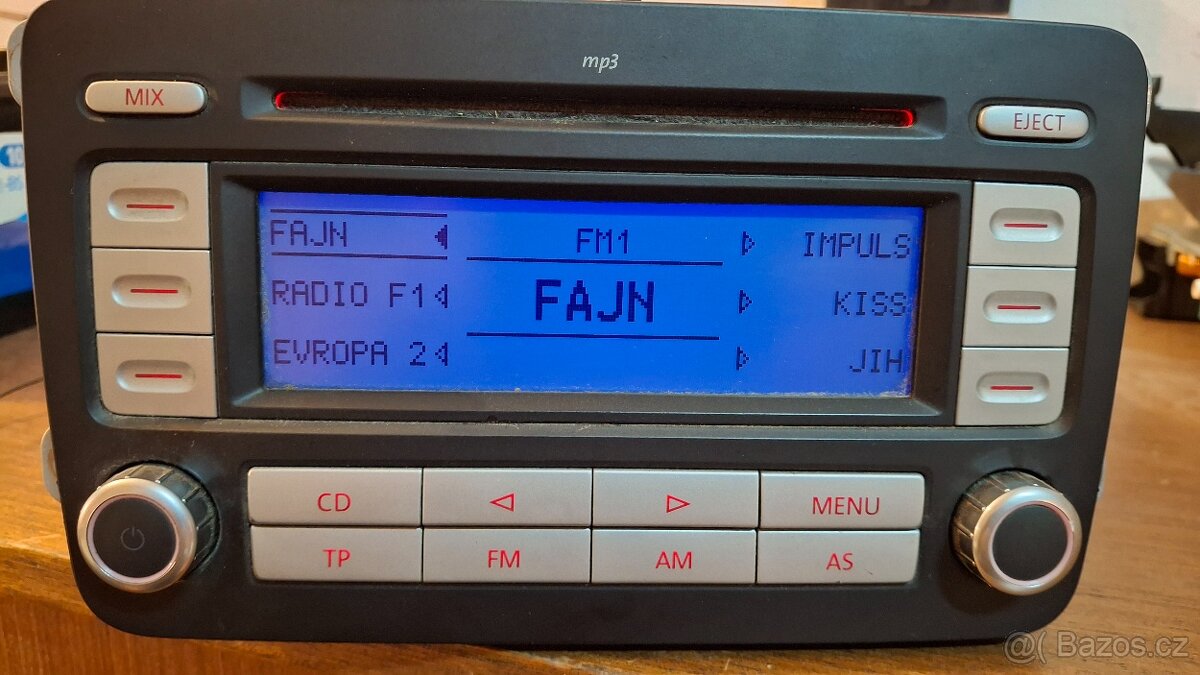 mp3
MIX
EJECT
FAJN
FM1
IMPULS
RADIO F1
FAJN
KISS
EVROPA 2
JIH
CD
MENU
TP
FM
AM
AS
@( Bazos.cz